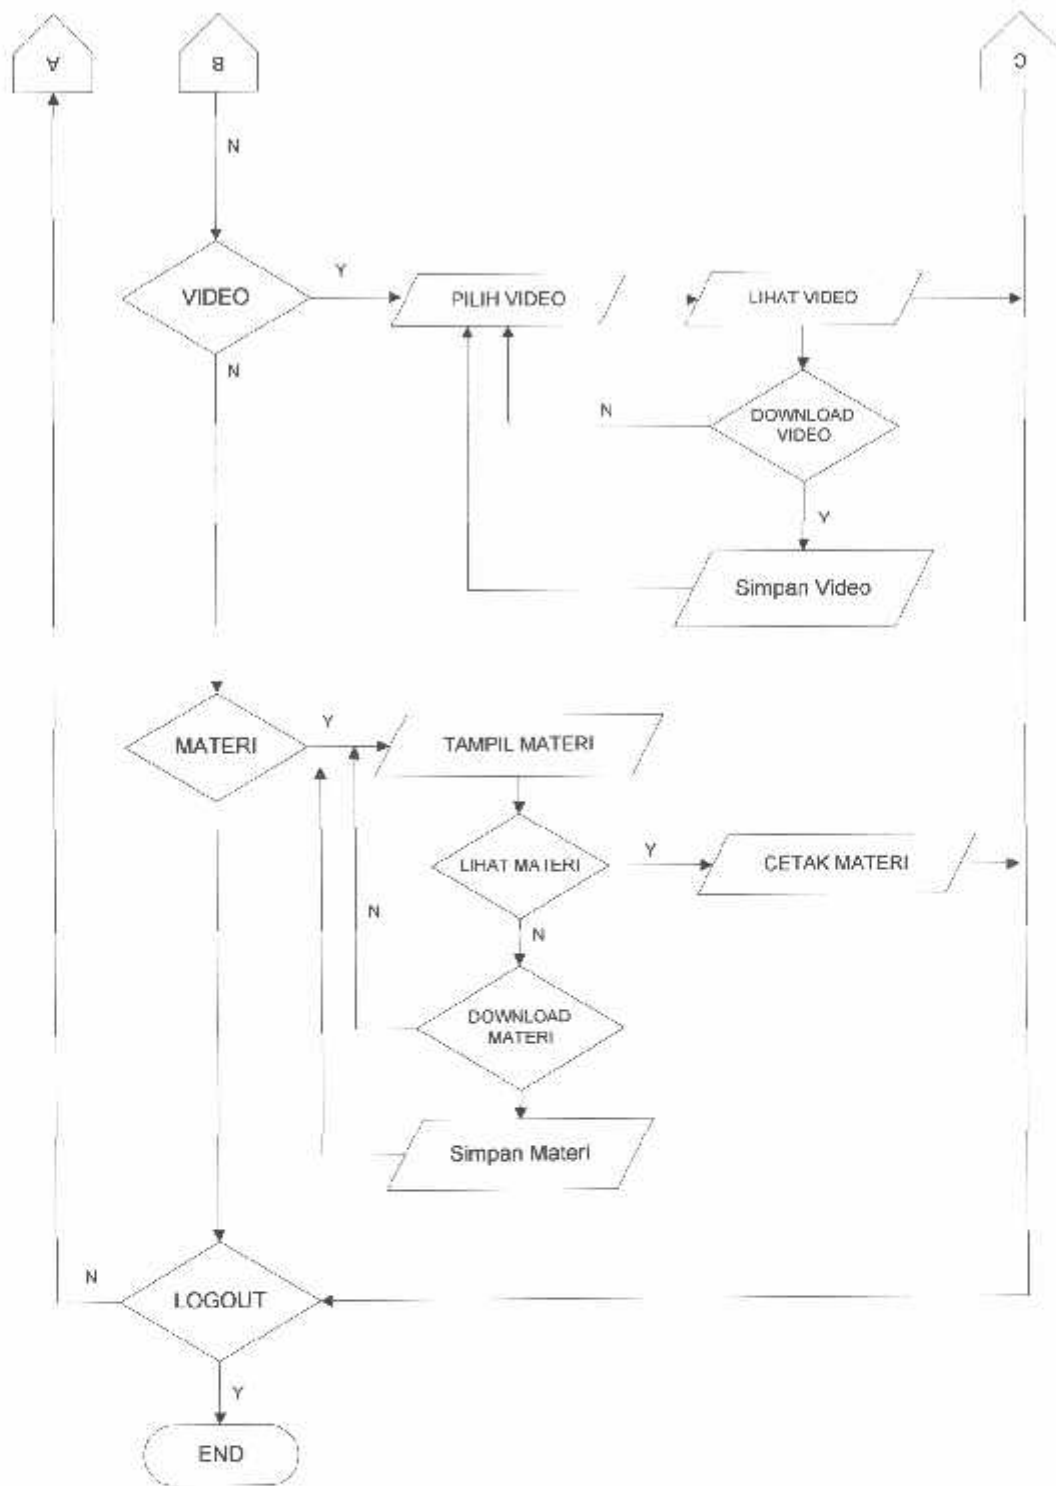 A
B
C
N
VIDEO
Y
PILIH VIDEO
LIHAT VIDEO
N
N
DOWNLOAD
VIDEO
Y
Simpan Video
MATERI
Y
TAMPIL MATERI
LIHAT MATERI
Y
CETAK MATERI
N
N
DOWNLOAD
MATERI
Simpan Materi
N
LOGOUT
Y
END